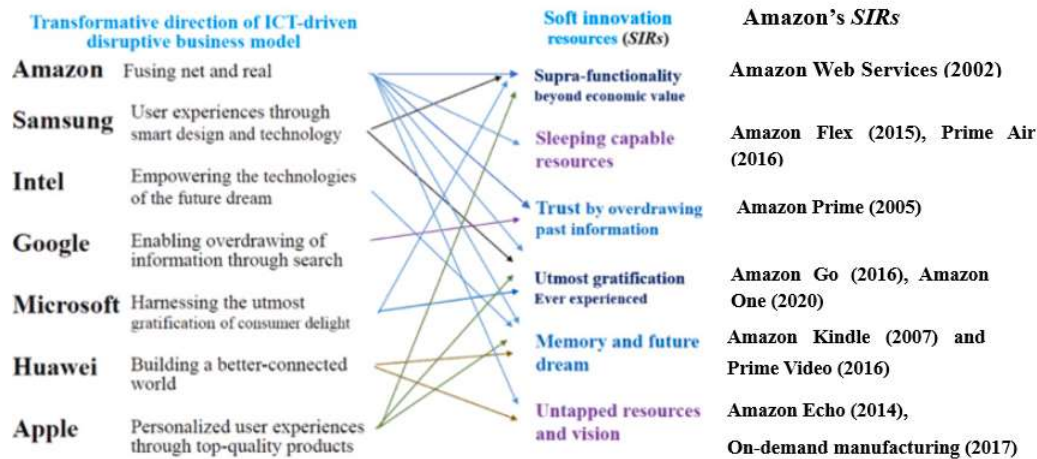 Transformative direction of ICT-driven
disruptive business model
Amazon Fusing net and real
Samsung User experiences through
smart design and technology
Intel Empowering the technologies
of the future dream
Google Enabling overdrawing of
information through search
Microsoft Harnessing the utmost
gratification of consumer delight
Huawei Building a better-connected
world
Apple Personalized user experiences
through top-quality products
Soft innovation
resources (SIRs)
Supra-functionality
beyond economic value
Sleeping capable
resources
Trust by overdrawing
past information
Utmost gratification
Ever experienced
Memory and future
dream
Untapped resources
and vision
Amazon's SIRs
Amazon Web Services (2002)
Amazon Flex (2015), Prime Air
(2016)
Amazon Prime (2005)
Amazon Go (2016), Amazon
One (2020)
Amazon Kindle (2007) and
Prime Video (2016)
Amazon Echo (2014),
On-demand manufacturing (2017)